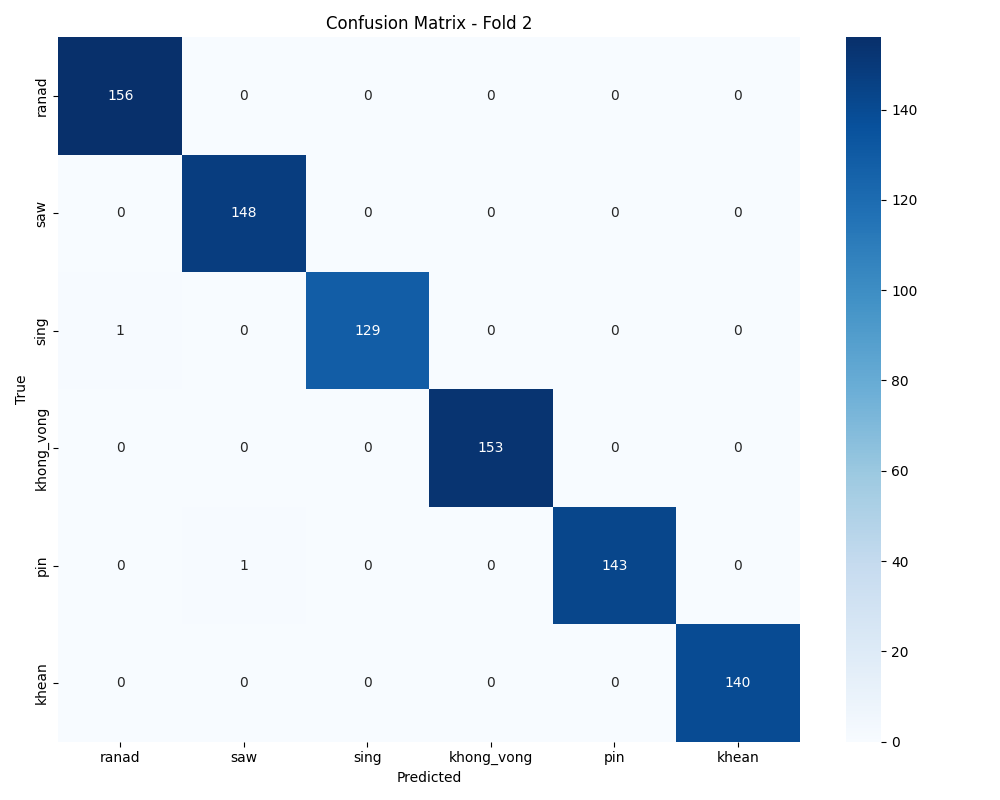 Confusion Matrix - Fold 2
ranad 156 0 0 0 0 0
saw 0 148 0 0 0 0
sing 1 0 129 0 0 0
khong_vong 0 0 0 153 0 0
pin 0 1 0 0 143 0
khean 0 0 0 0 0 140
ranad saw sing khong_vong pin khean
Predicted
True
140
120
100
80
60
40
20
0